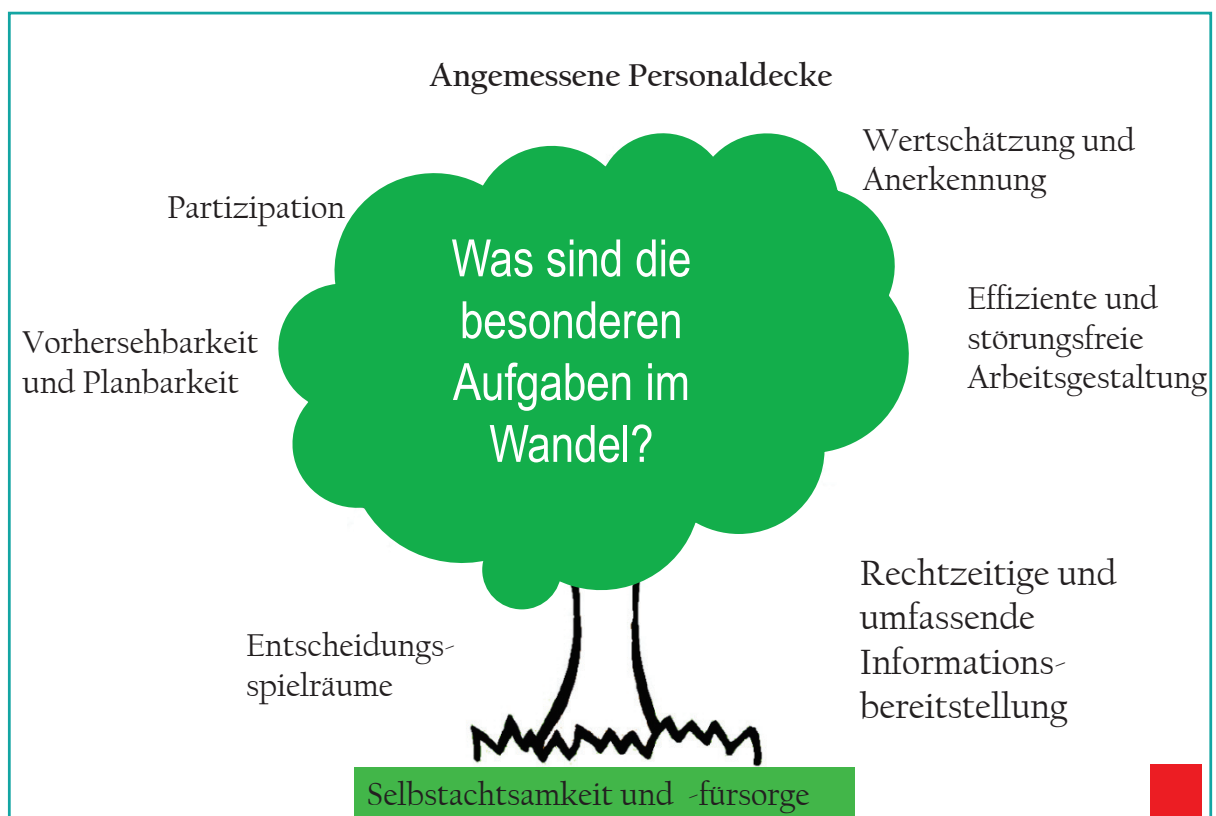 Angemessene Personaldecke
Wertschätzung und
Anerkennung
Partizipation
Was sind die
besonderen
Aufgaben im
Wandel?
Effiziente und
störungsfreie
Arbeitsgestaltung
Vorhersehbarkeit
und Planbarkeit
Rechtzeitige und
umfassende
Informations-
bereitstellung
Entscheidungs-
spielräume
Selbstachtsamkeit und -fürsorge